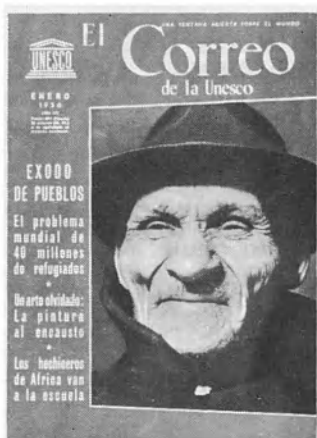 UNA VENTANA ABIERTA SOBRE EL MUNDO
El Correo
de la Unesco
UNESCO
ENERO
1956
EXODO
DE PUEBLOS
El problema
mundial de
40 millones
de refugiados
Un arte olvidado:
La pintura
al encausto
Los hechiceros
de Africa van
a la escuela